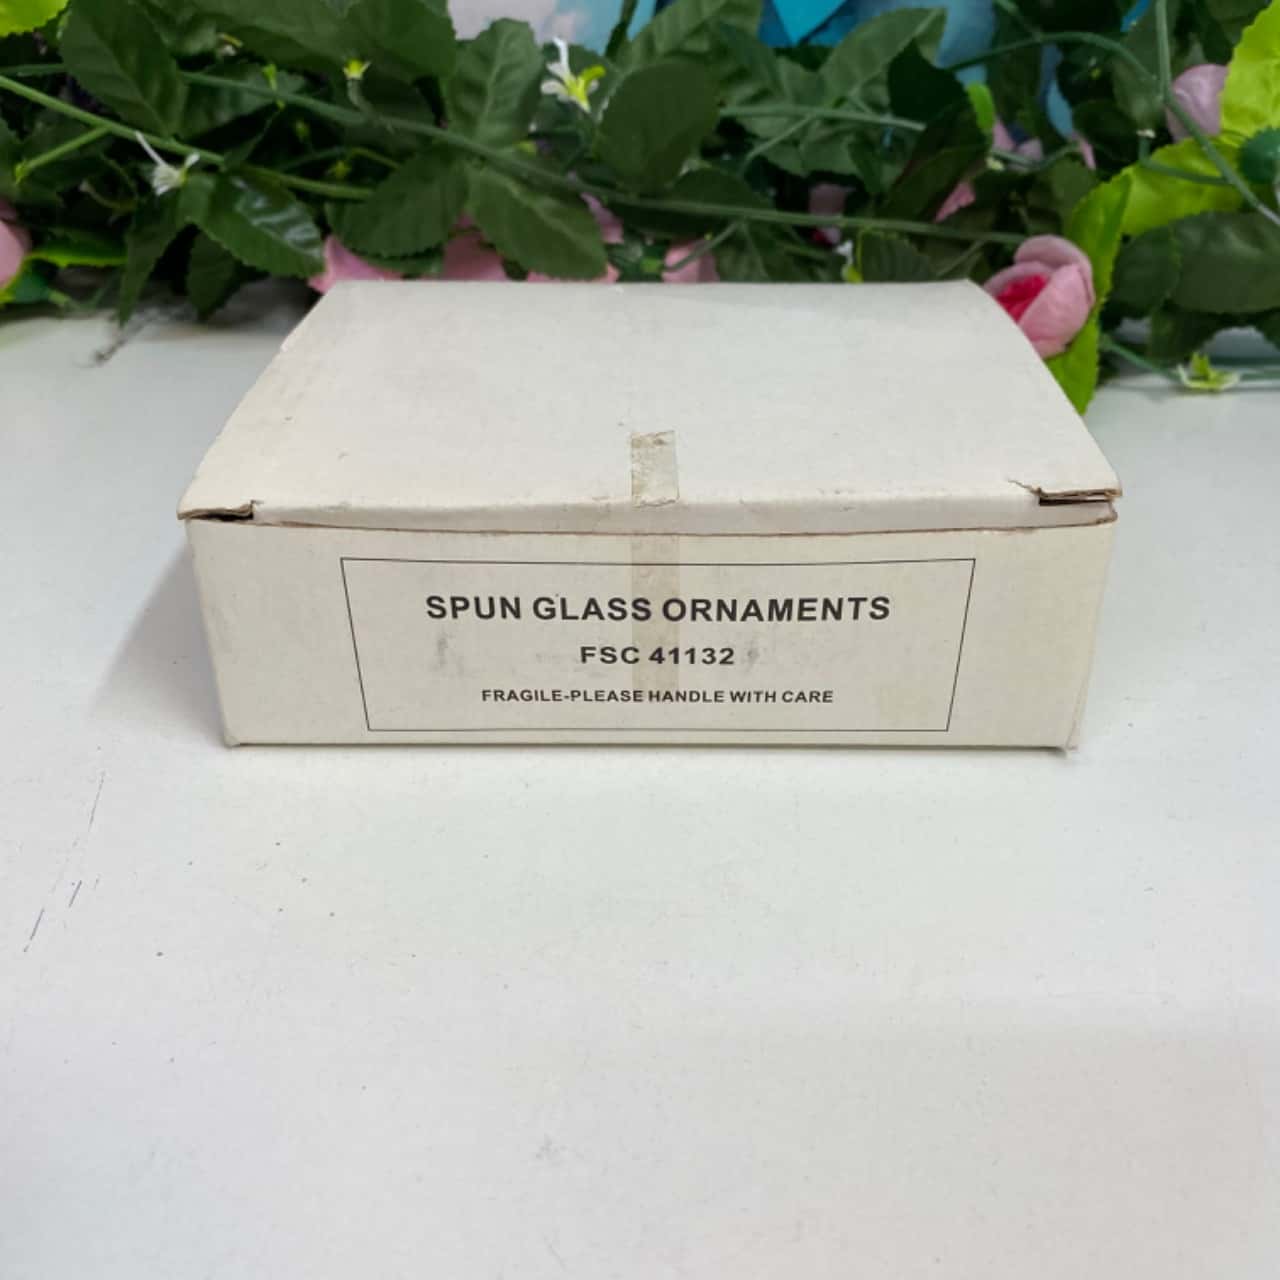 SPUN GLASS ORNAMENTS
FSC 41132
FRAGILE-PLEASE HANDLE WITH CARE